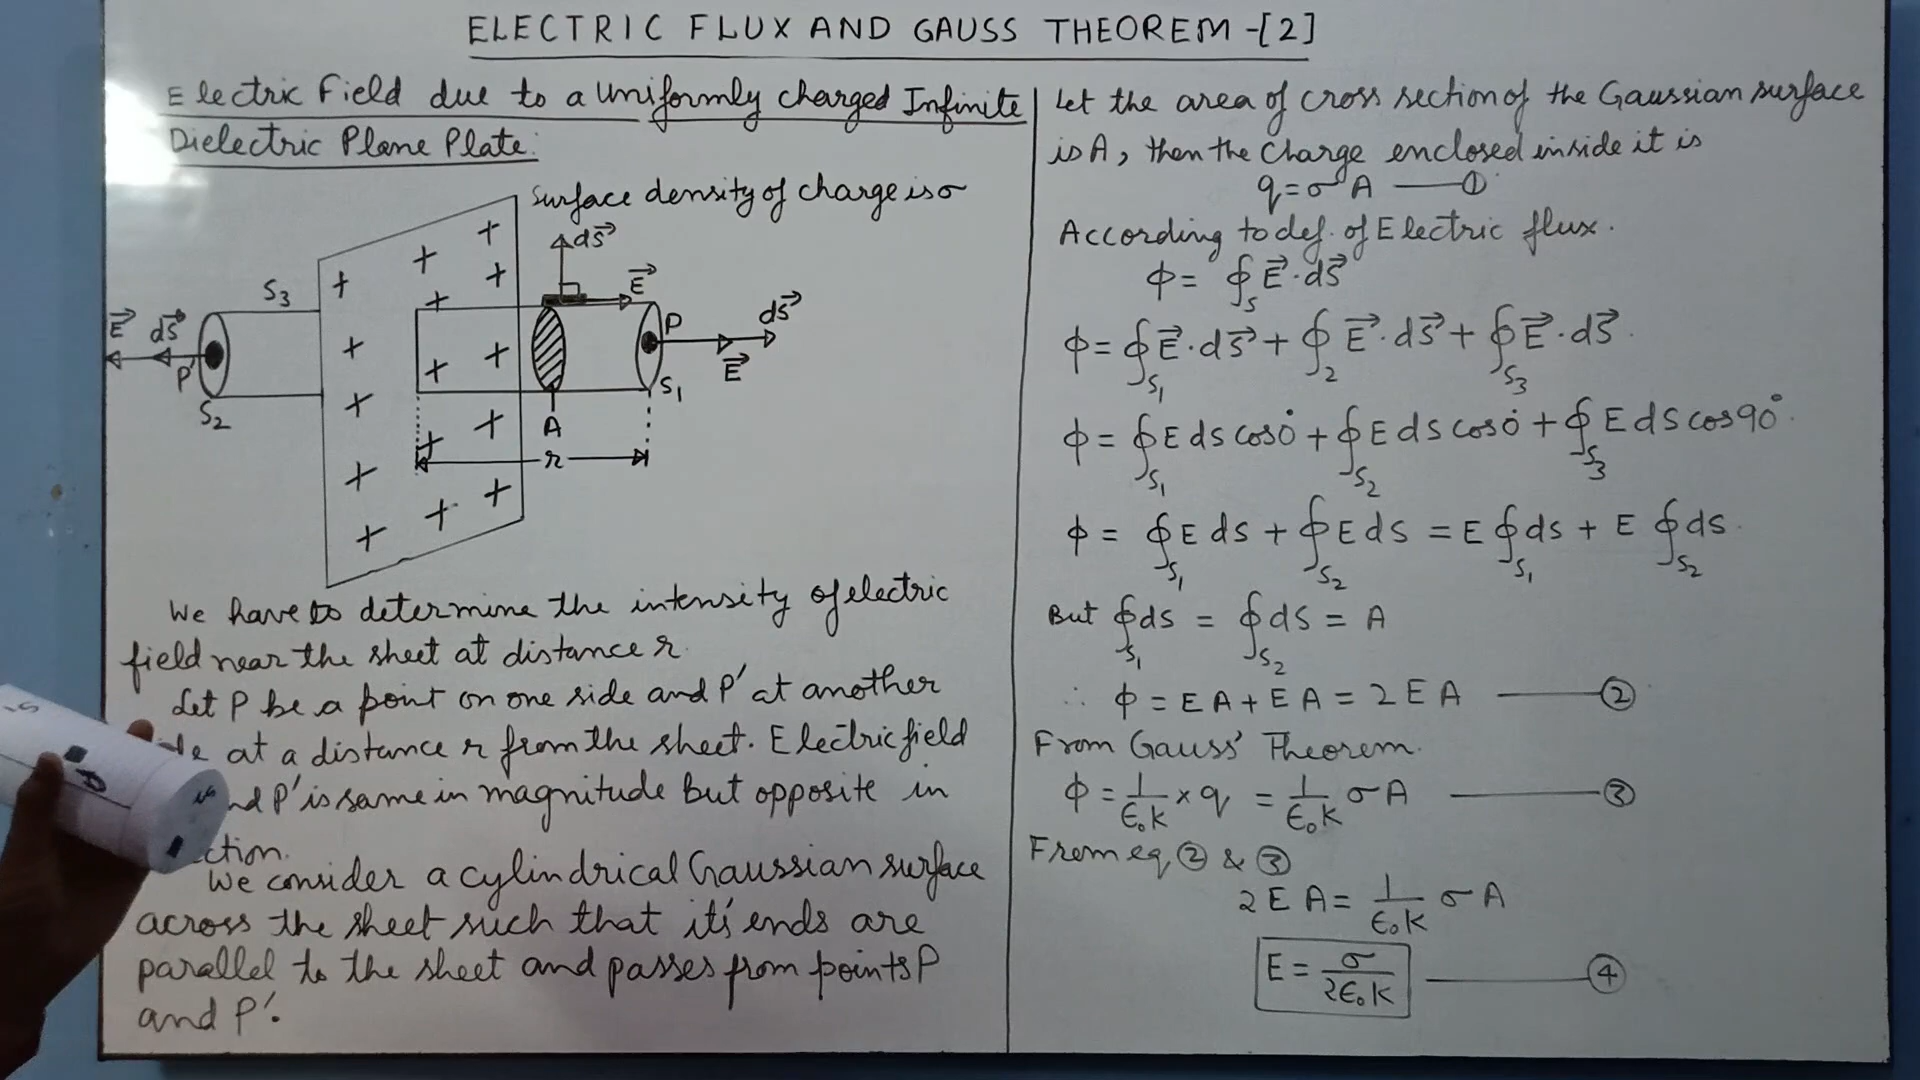 ELECTRIC FLUX AND GAUSS THEOREM-[2]
Electric Field due to a Uniformly charged Infinite
Dielectric Plane Plate:
Surface density of charge is σ
dS⃗
E⃗
S3
P
dS⃗
E⃗
E⃗ dS⃗
P'
S2
S1
A
r
We have to determine the intensity of electric
field near the sheet at distance r.
Let P be a point on one side and P' at another
at a distance r from the sheet. Electric field
P' is same in magnitude but opposite in
ction.
We consider a cylindrical Gaussian surface
across the sheet such that it's ends are
parallel to the sheet and passes from points P
and P'.
Let the area of cross section of the Gaussian surface
is A, then the charge enclosed inside it is
q = σ A —— ①
According to def. of Electric flux.
ϕ = ∮S E⃗·dS⃗
ϕ = ∮S1 E⃗·dS⃗ + ∮2 E⃗·dS⃗ + ∮S3 E⃗·dS⃗.
ϕ = ∮S1 E dS cos0° + ∮S2 E dS cos0° + ∮S3 E dS cos90°.
ϕ = ∮S1 E dS + ∮S2 E dS = E ∮S1 dS + E ∮S2 dS.
But ∮S1 dS = ∮S2 dS = A
∴ ϕ = EA + EA = 2EA —— ②
From Gauss' Theorem.
ϕ = 1/ϵ0K × q = 1/ϵ0K σA —— ③
From eq ② & ③
2EA = 1/ϵ0K σA
E = σ/2ϵ0K —— ④